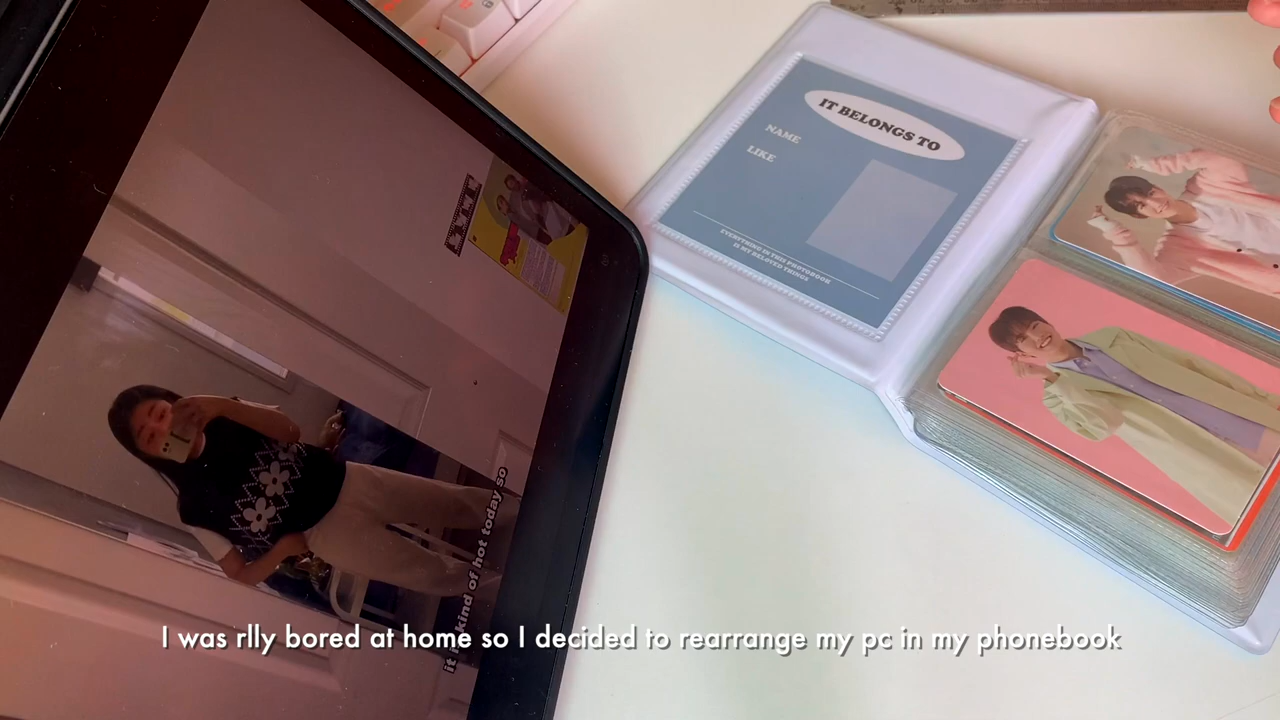 IT BELONGS TO
NAME
LIKE
EVERYTHING IN THIS PHOTOBOOK
IS MY BELOVED THINGS
it is kind of hot today so
I was rlly bored at home so I decided to rearrange my pc in my phonebook